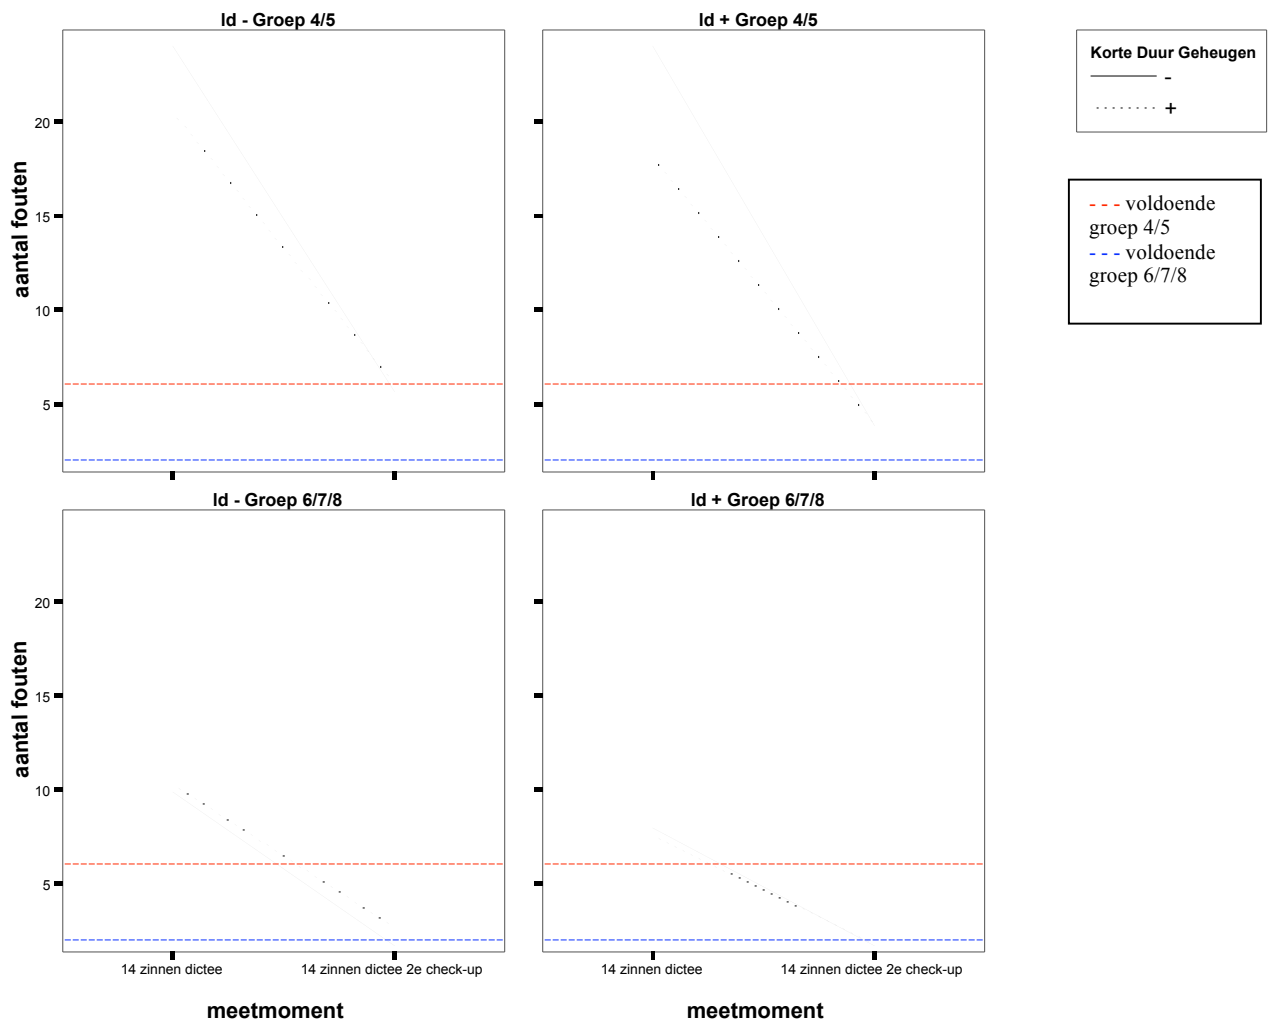 Id - Groep 4/5
Id + Groep 4/5
Korte Duur Geheugen
-
+
- - - voldoende
groep 4/5
- - - voldoende
groep 6/7/8
aantal fouten
20
15
10
5
Id - Groep 6/7/8
Id + Groep 6/7/8
aantal fouten
20
15
10
5
14 zinnen dictee
14 zinnen dictee 2e check-up
14 zinnen dictee
14 zinnen dictee 2e check-up
meetmoment
meetmoment